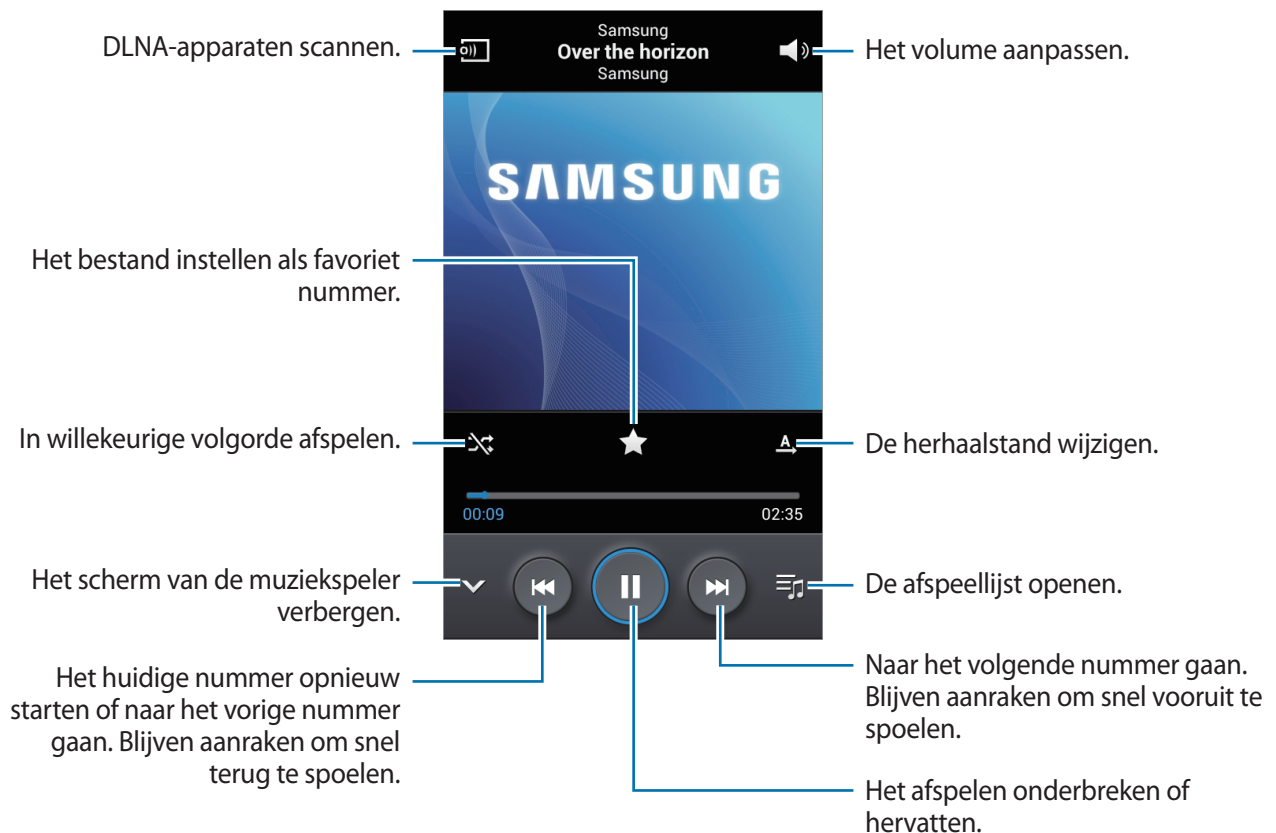 DLNA-apparaten scannen.
Samsung
Over the horizon
Samsung
Het volume aanpassen.
SAMSUNG
Het bestand instellen als favoriet
nummer.
In willekeurige volgorde afspelen.
A
De herhaalstand wijzigen.
00:09
02:35
Het scherm van de muziekspeler
verbergen.
De afspeellijst openen.
Het huidige nummer opnieuw
starten of naar het vorige nummer
gaan. Blijven aanraken om snel
terug te spoelen.
Naar het volgende nummer gaan.
Blijven aanraken om snel vooruit te
spoelen.
Het afspelen onderbreken of
hervatten.